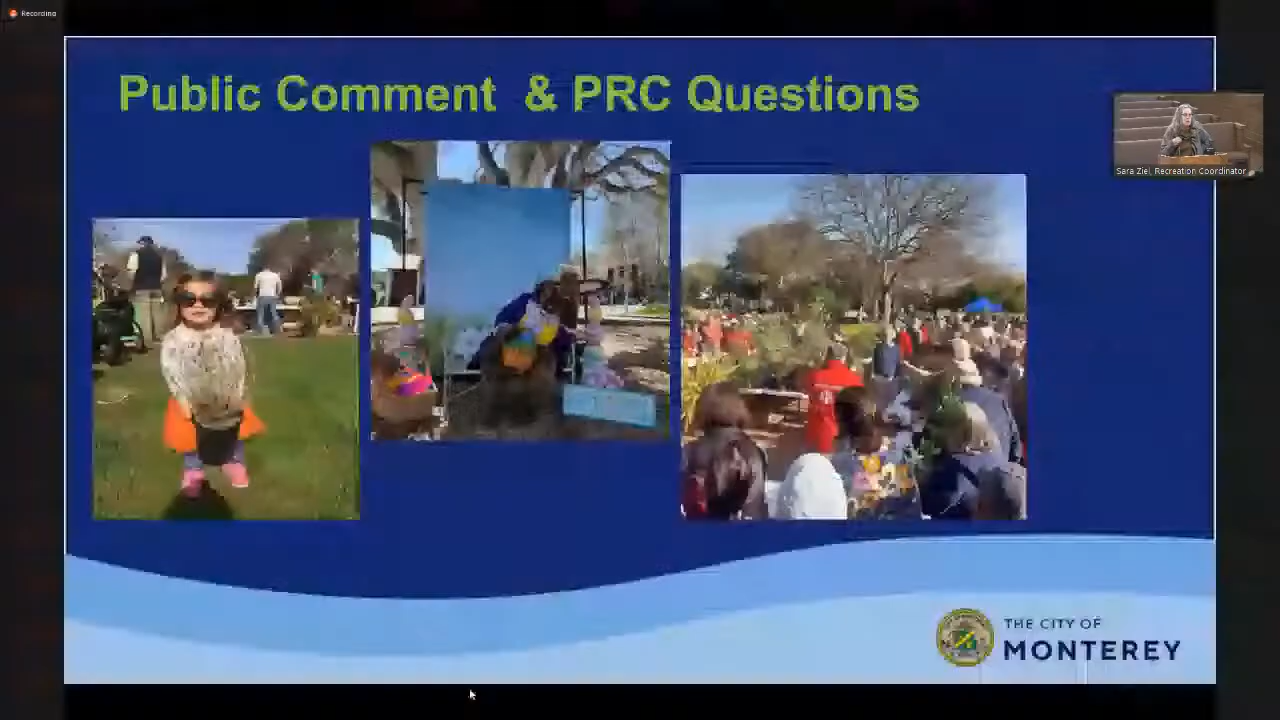 Recording
Public Comment & PRC Questions
Sara Ziel, Recreation Coordinator
THE CITY OF
MONTEREY